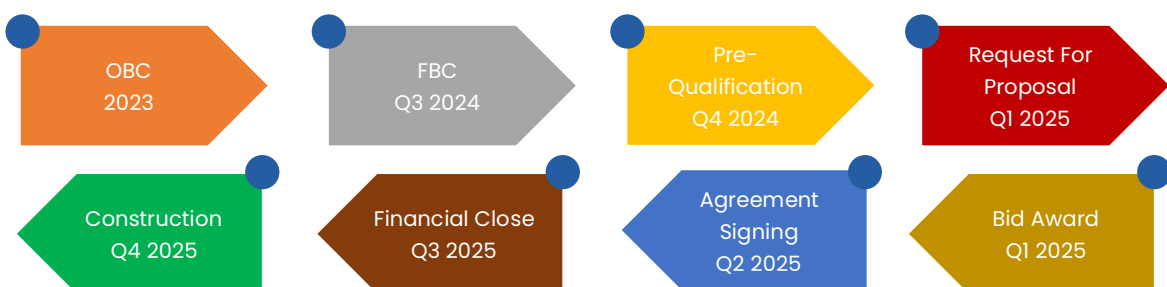 OBC
2023
FBC
Q3 2024
Pre-
Qualification
Q4 2024
Request For
Proposal
Q1 2025
Bid Award
Q1 2025
Agreement
Signing
Q2 2025
Financial Close
Q3 2025
Construction
Q4 2025